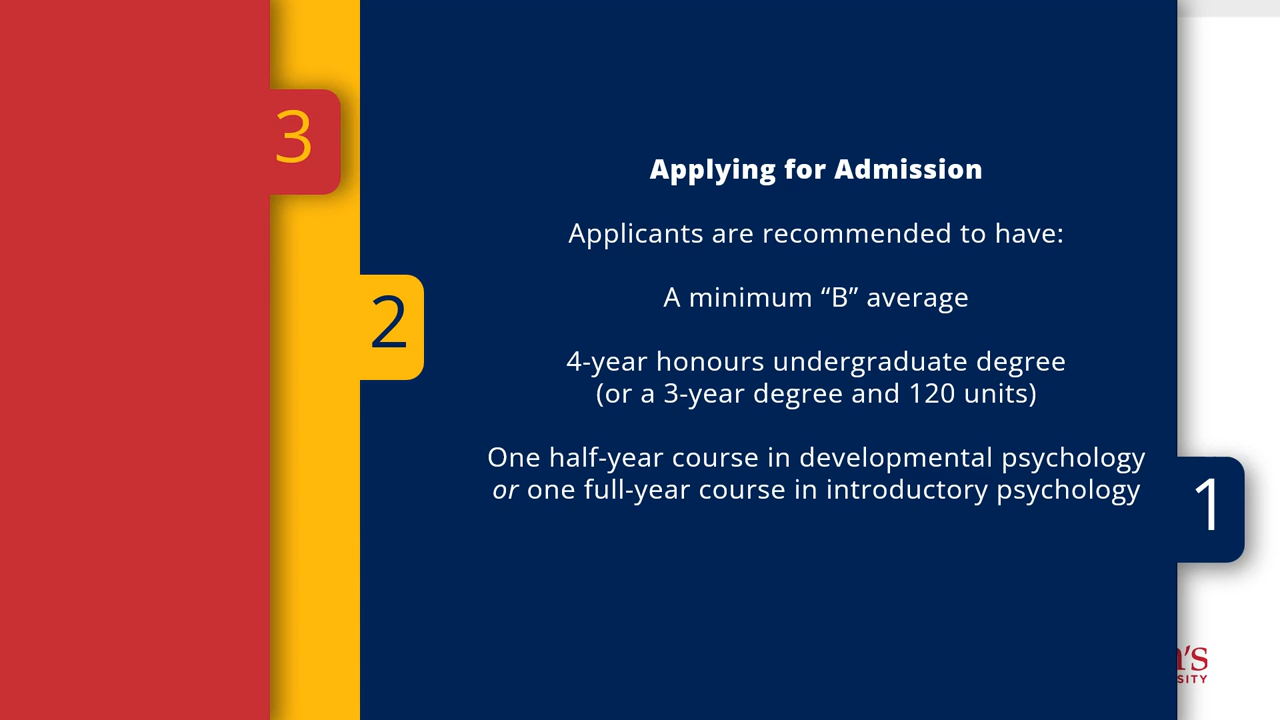 3
Applying for Admission
Applicants are recommended to have:
A minimum “B” average
2
4-year honours undergraduate degree
(or a 3-year degree and 120 units)
One half-year course in developmental psychology
or one full-year course in introductory psychology
1